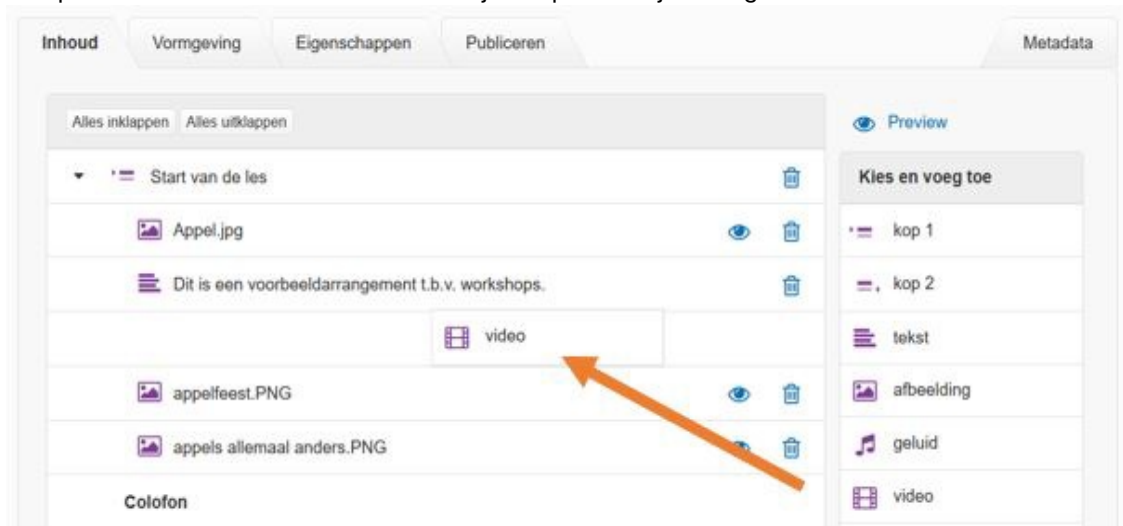 Inhoud Vormgeving Eigenschappen Publiceren Metadata
Alles inklappen Alles uitklappen
Preview
Start van de les
Kies en voeg toe
Appel.jpg
kop 1
Dit is een voorbeeldarrangement t.b.v. workshops.
kop 2
video
tekst
appelfeest.PNG
afbeelding
appels allemaal anders.PNG
geluid
Colofon
video